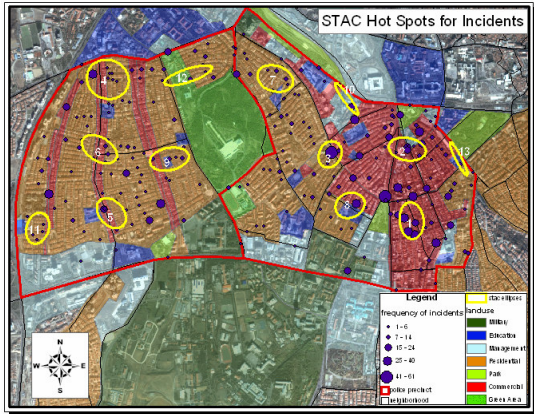 STAC Hot Spots for Incidents
4
12
7
10
6
9
3
2
13
5
8
1
11
Legend
frequency of incidents
1 - 6
7 - 14
15 - 24
25 - 40
41 - 61
police precinct
neighborhood
stac ellipses
landuse
Military
Education
Management
Residential
Park
Commercial
Green Area
N
W
E
S